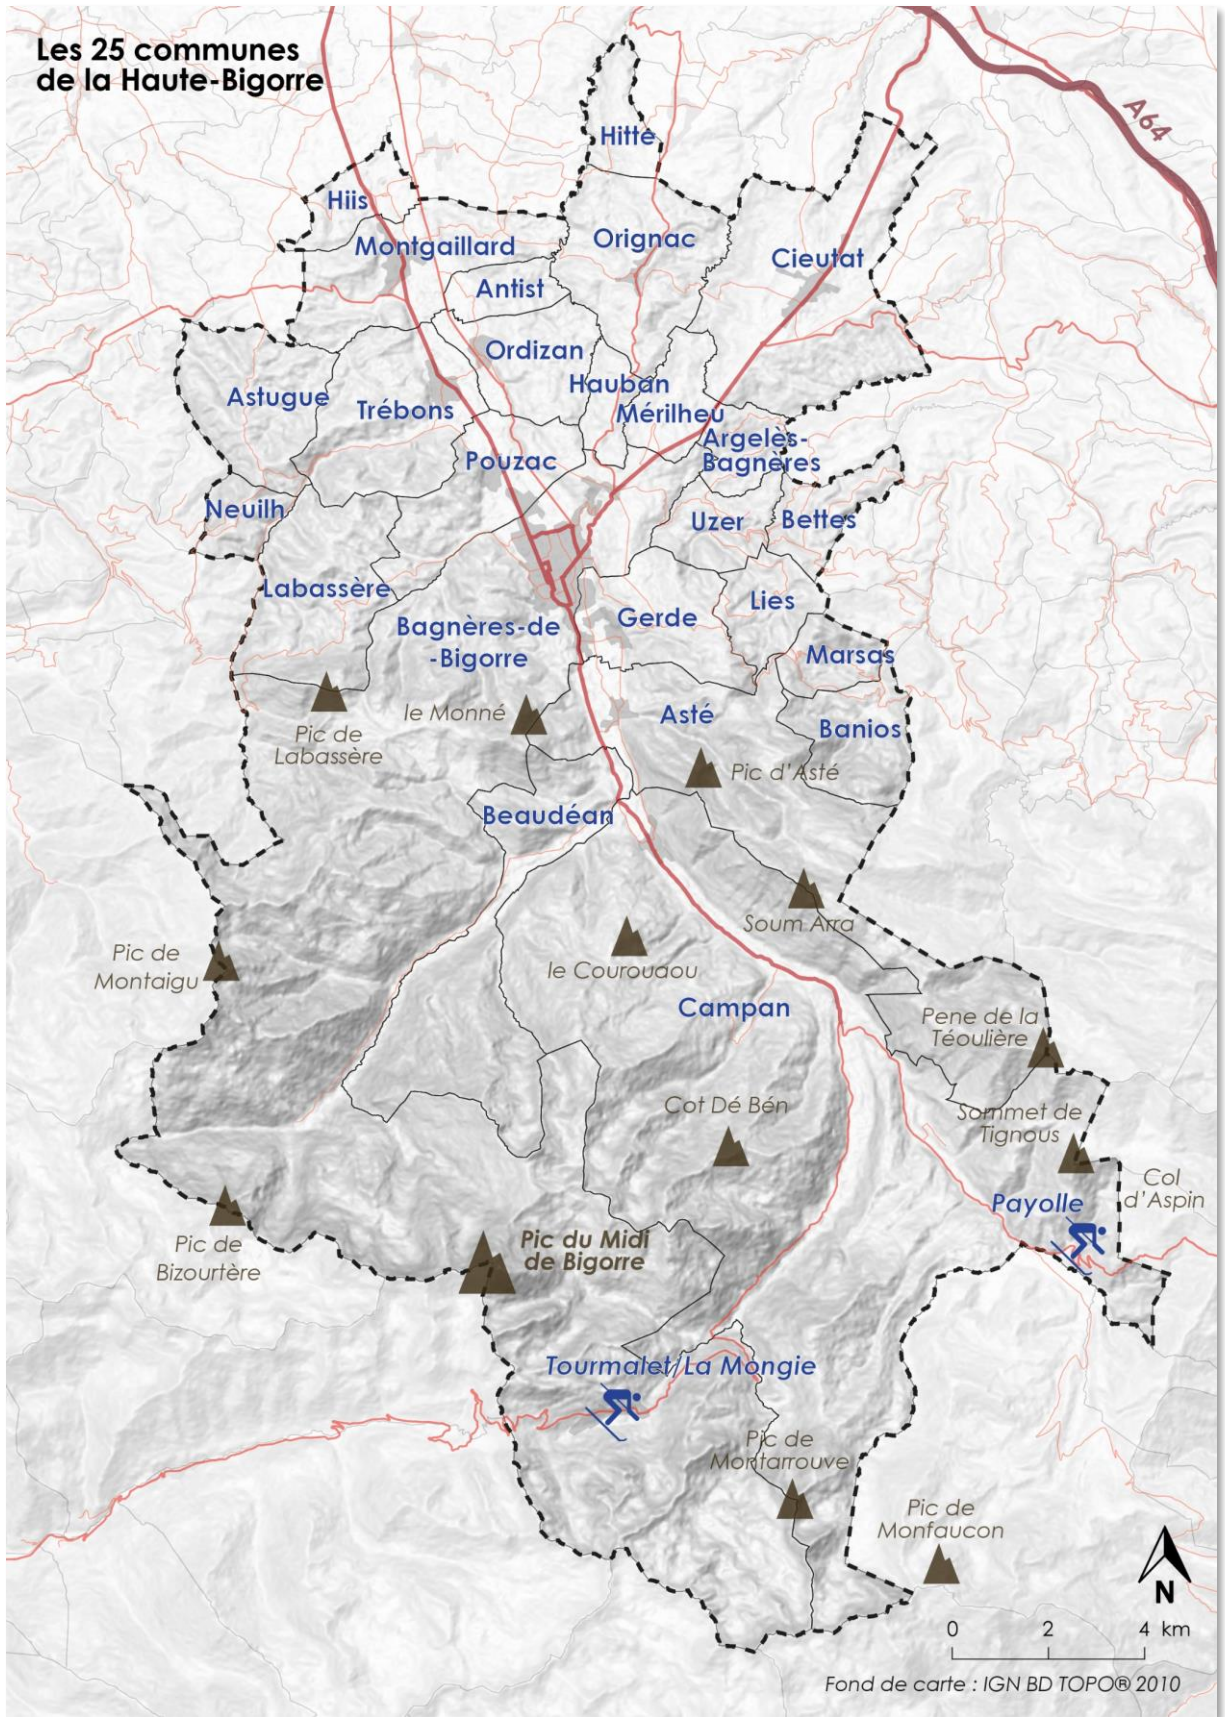 Les 25 communes
de la Haute-Bigorre
A64
Hitte
Hiis
Montgaillard
Orignac
Cieutat
Antist
Ordizan
Hauban
Astugue
Trébons
Mérilheu
Argelès-
Bagnères
Pouzac
Neuilh
Uzer
Bettes
Labassère
Lies
Gerde
Bagnères-de
-Bigorre
Marsas
Asté
Banios
le Monné
Pic de
Labassère
Pic d'Asté
Beaudéan
Soum Arra
Pic de
Montaigu
le Courouaou
Campan
Pene de la
Téoulière
Cot Dé Bén
Sommet de
Tignous
Col
d'Aspin
Payolle
Pic de
Bizourtère
Pic du Midi
de Bigorre
Tourmalet/La Mongie
Pic de
Montarrouve
Pic de
Monfaucon
N
0 2 4 km
Fond de carte : IGN BD TOPO® 2010